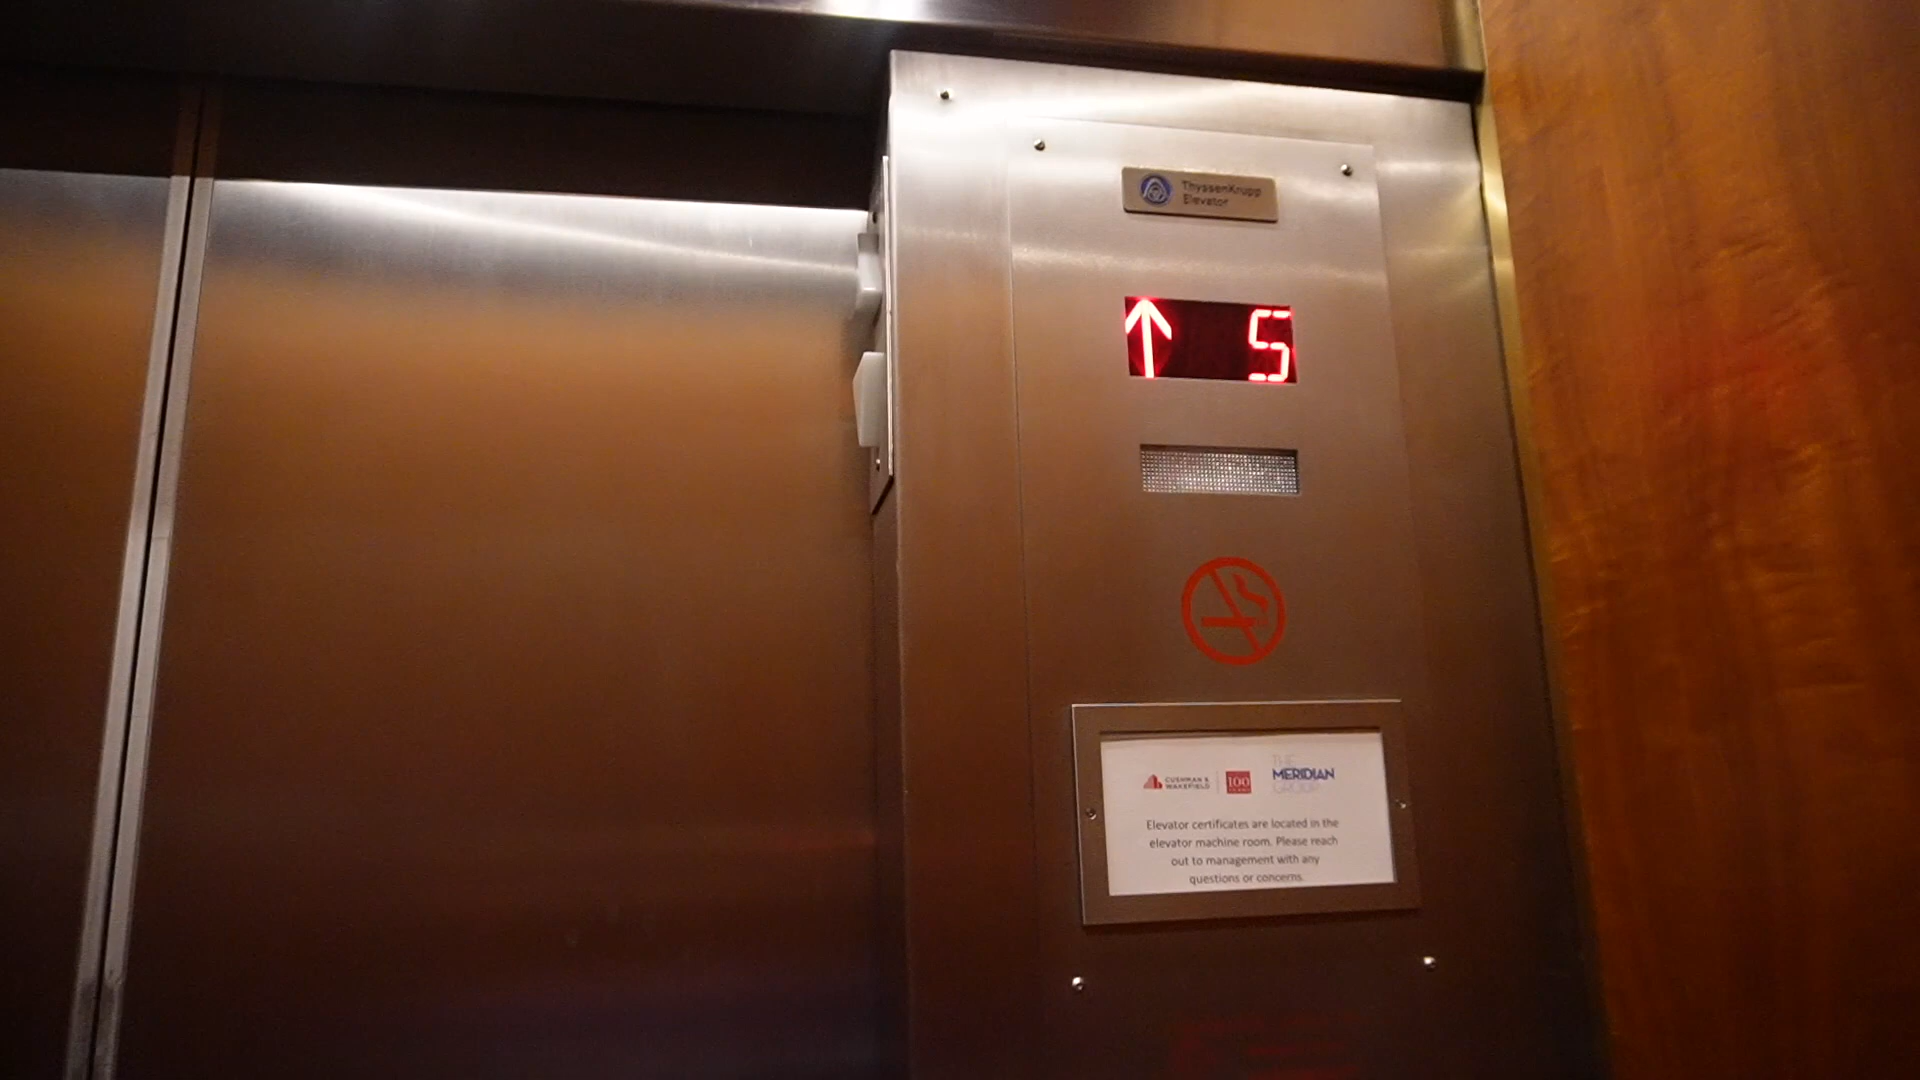 ThyssenKrupp
Elevator
5
CUSHMAN &
WAKEFIELD
100
THE
MERIDIAN
GROUP
Elevator certificates are located in the
elevator machine room. Please reach
out to management with any
questions or concerns.